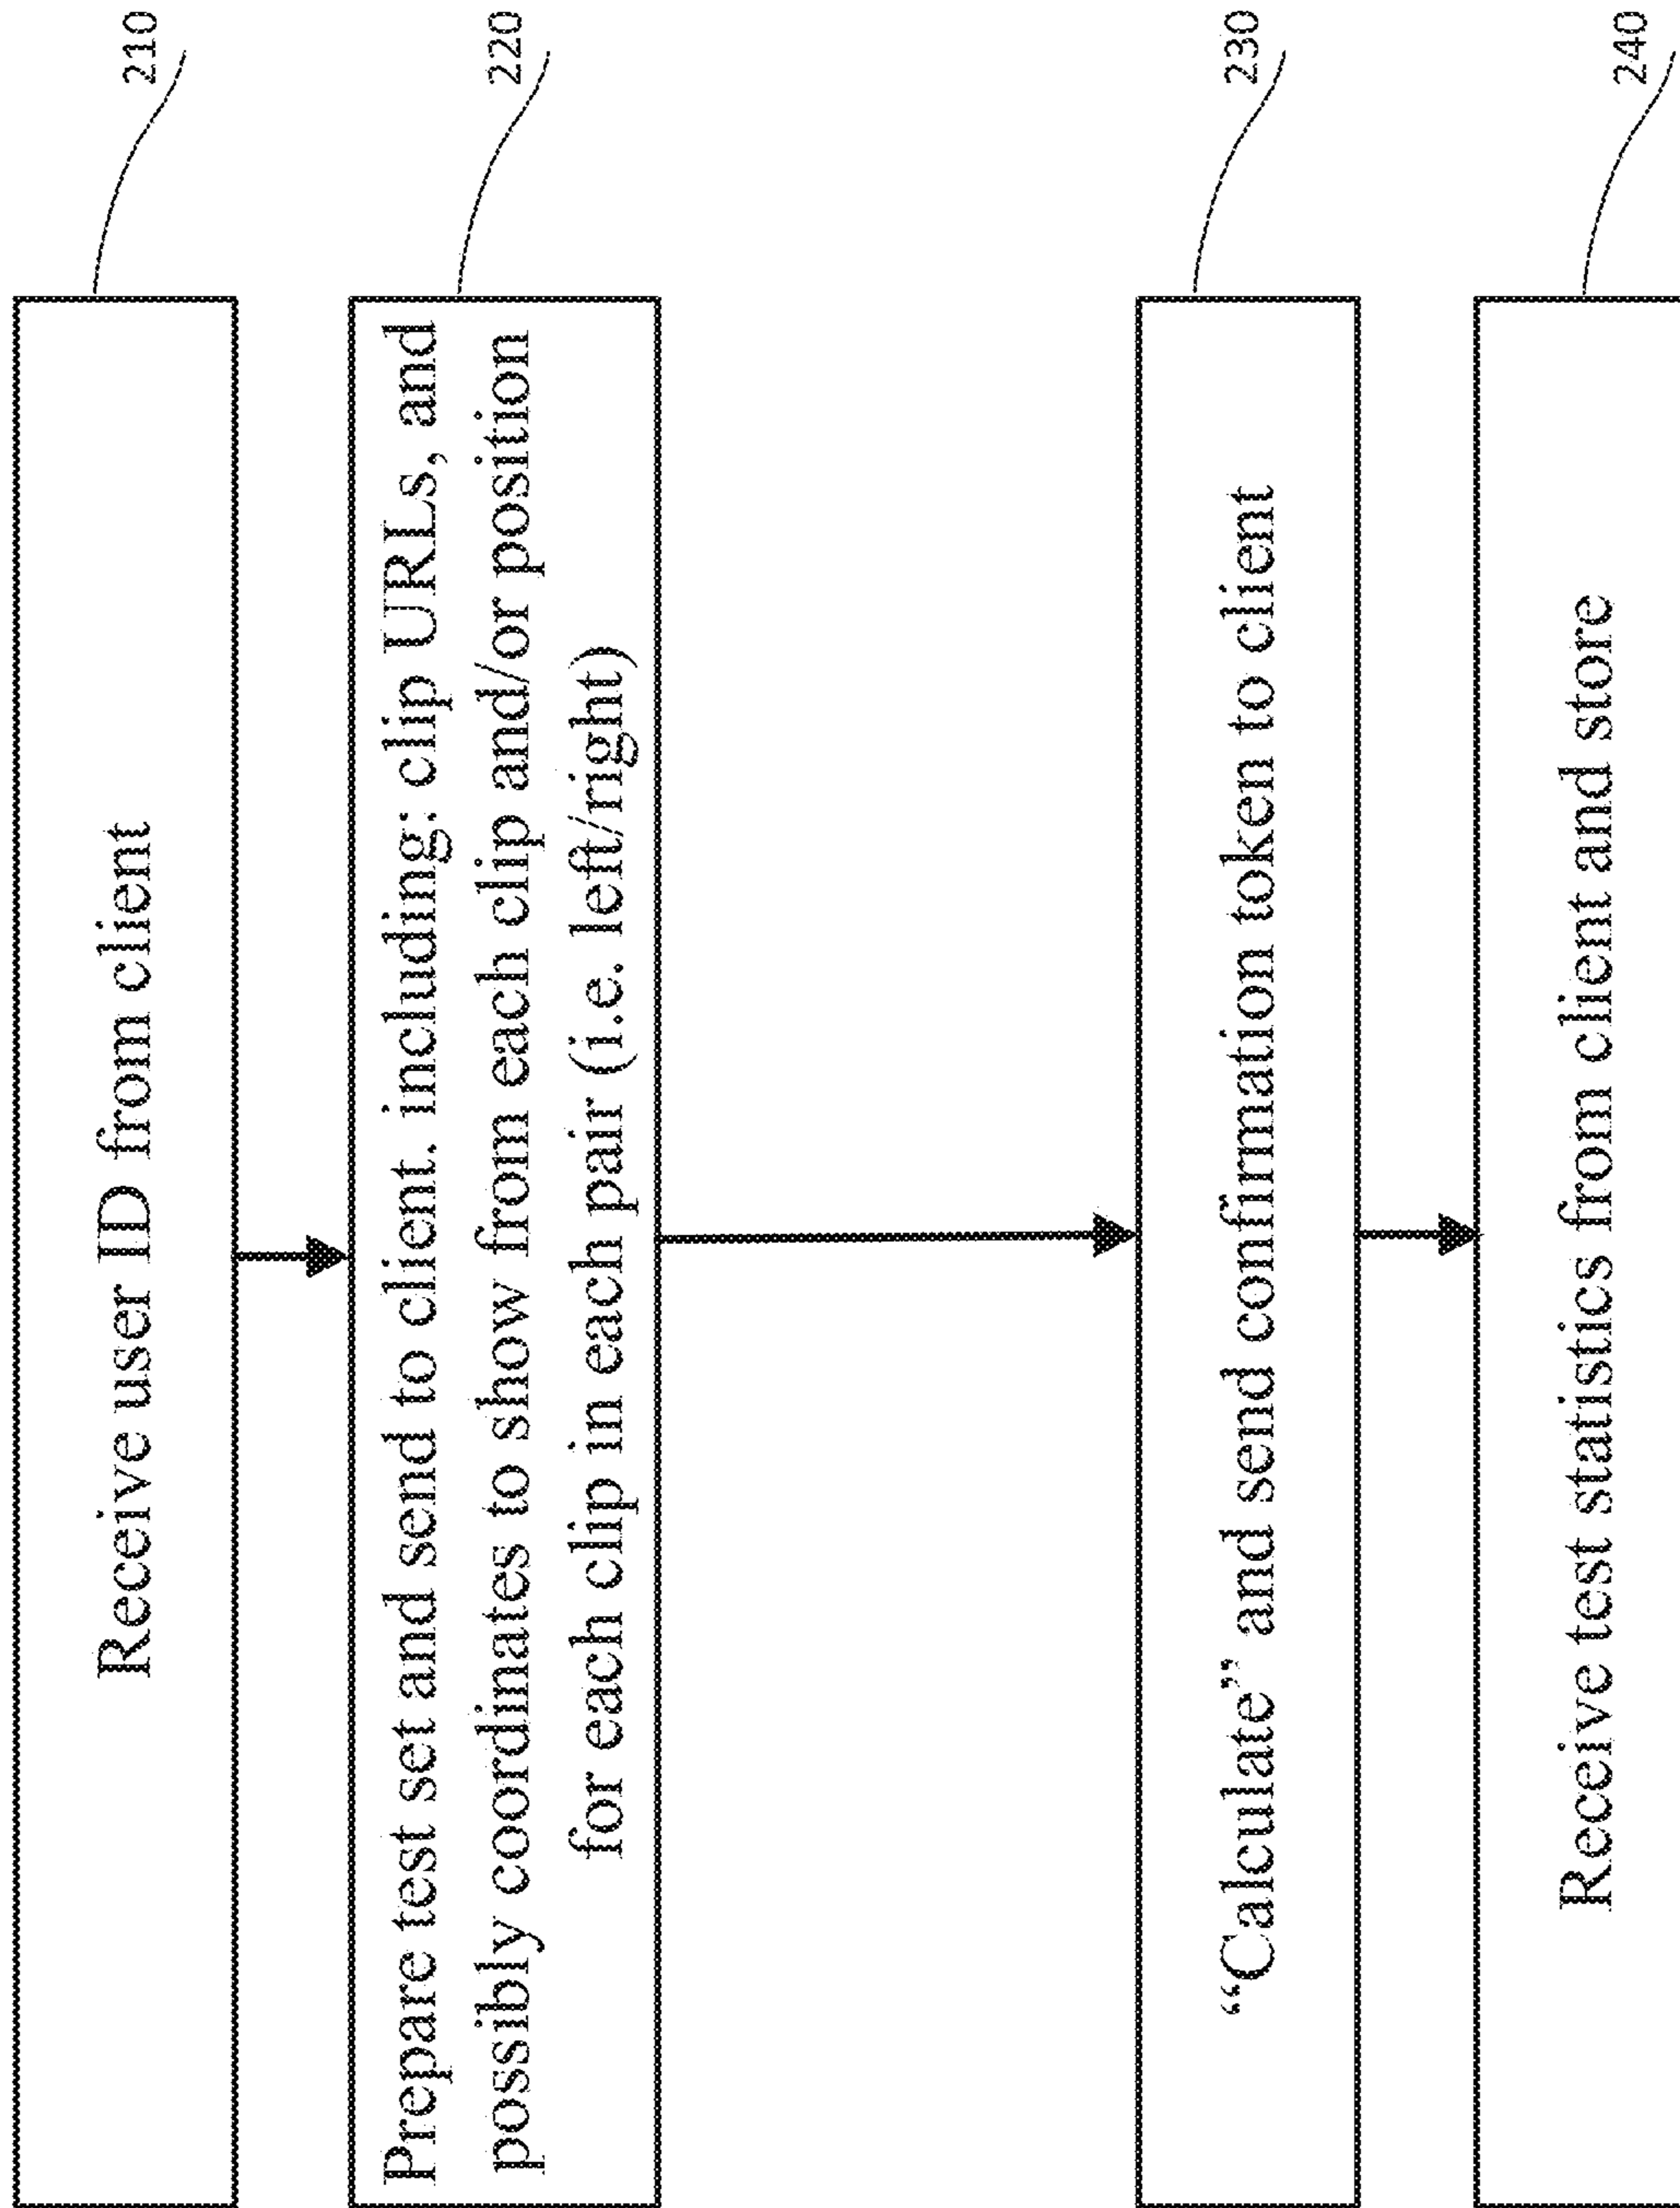 Receive user ID from client
210
Prepare test set and send to client. including: clip URLs, and
possibly coordinates to show from each clip and/or position
for each clip in each pair (i.e. left/right)
220
“Calculate” and send confirmation token to client
230
Receive test statistics from client and store
240